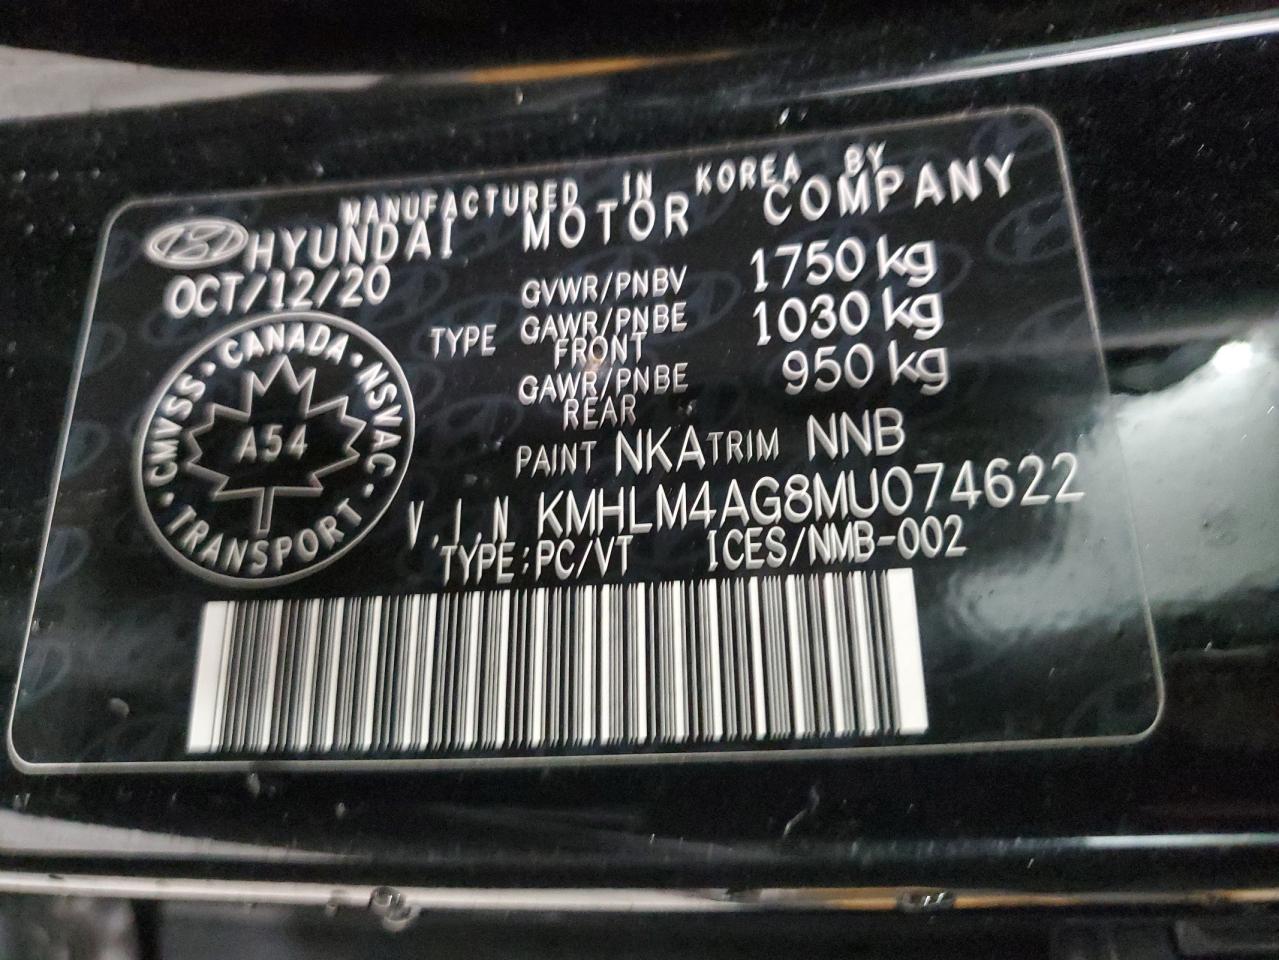 MANUFACTURED IN KOREA BY
HYUNDAI MOTOR COMPANY
OCT/12/20
GVWR/PNBV 1750 kg
TYPE GAWR/PNBE FRONT 1030 kg
GAWR/PNBE REAR 950 kg
PAINT NKA TRIM NNB
V.I.N KMHLM4AG8MU074622
TYPE:PC/VT ICES/NMB-002
CMVSS · CANADA · NSVAC · TRANSPORT ·
A54